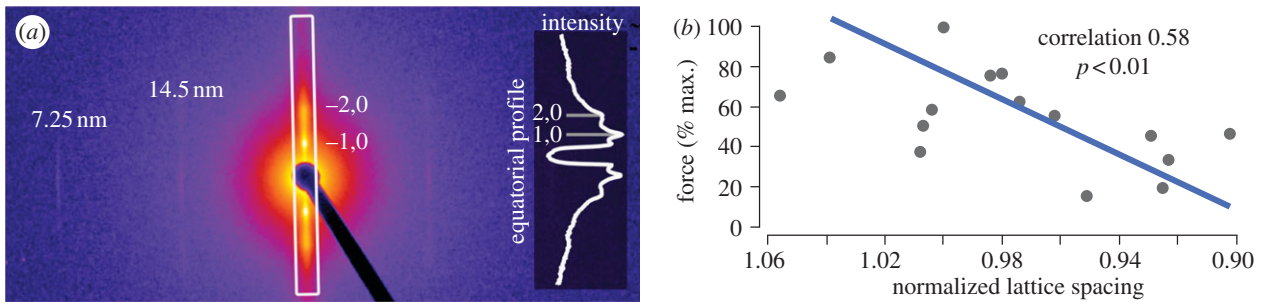 (a)
intensity
14.5 nm
7.25 nm
–2,0
–1,0
2,0
1,0
equatorial profile
(b)
correlation 0.58
p < 0.01
force (% max.)
100
80
60
40
20
0
1.06
1.02
0.98
0.94
0.90
normalized lattice spacing